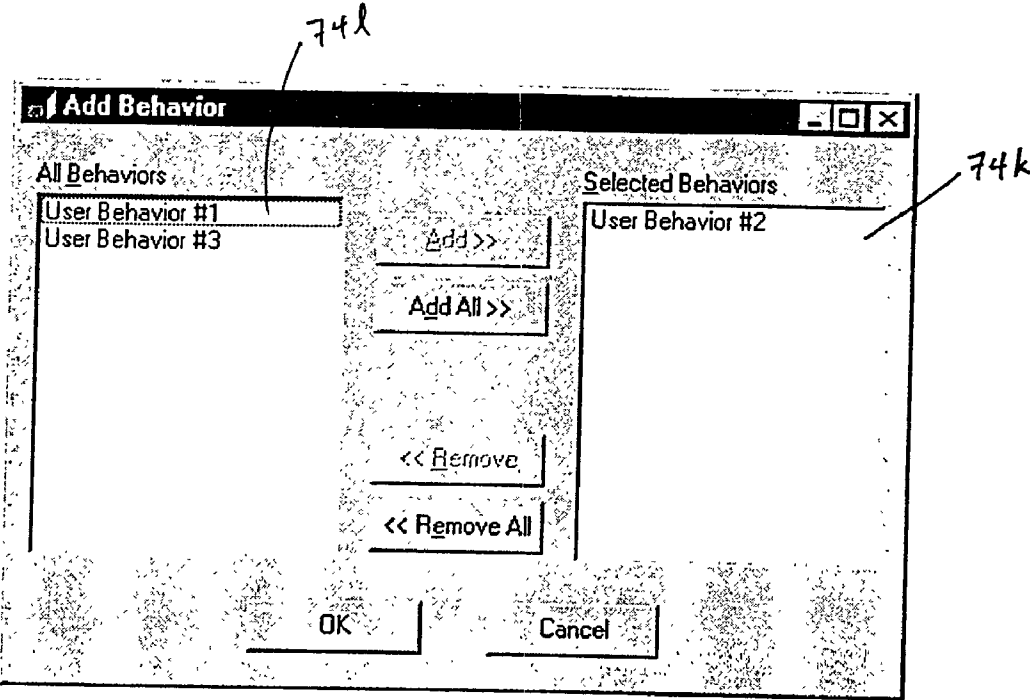 74l
Add Behavior
74k
All Behaviors
Selected Behaviors
User Behavior #1
User Behavior #3
User Behavior #2
Add >>
Add All >>
<< Remove
<< Remove All
OK
Cancel